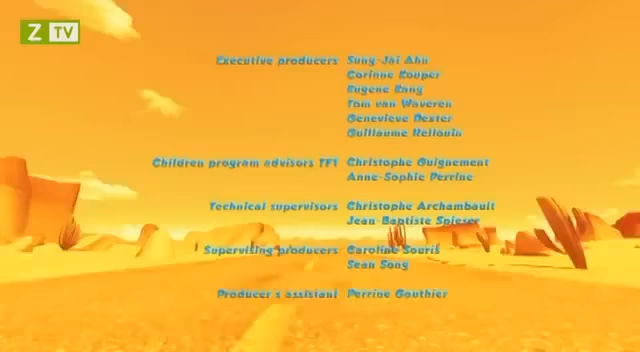 Z TV
Executive producers Sung-Jai Ahn
Corinne Kouper
Eugene Kang
Tom van Waveren
Genevieve Dexter
Guillaume Hellouin
Children program advisors TF1 Christophe Guignement
Anne-Sophie Perrine
Technical supervisors Christophe Archambault
Jean-Baptiste Spieser
Supervising producers Caroline Souris
Sean Song
Producer's assistant Perrine Gauthier